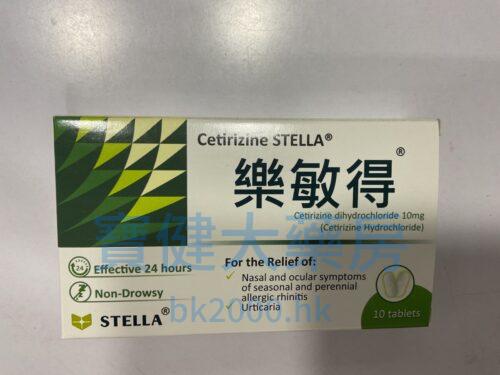 Cetirizine STELLA®
樂敏得®
Cetirizine dihydrochloride 10mg
(Cetirizine Hydrochloride)
寶健大藥房
24
Effective 24 hours
Non-Drowsy
For the Relief of:
✓ Nasal and ocular symptoms
of seasonal and perennial
allergic rhinitis
Urticaria
bk2000.hk
STELLA®
10 tablets